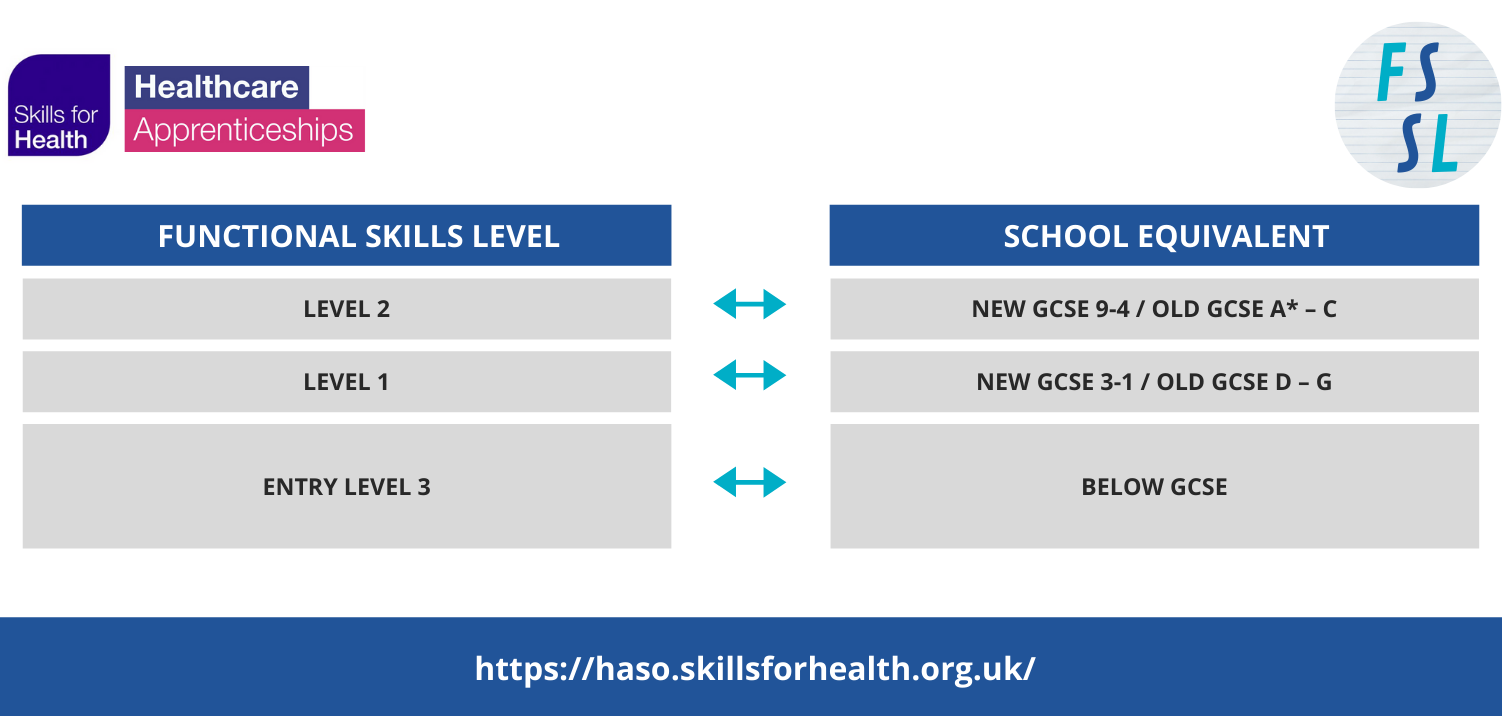 Skills for
Health
Healthcare
Apprenticeships
FS
SL
FUNCTIONAL SKILLS LEVEL
SCHOOL EQUIVALENT
LEVEL 2
NEW GCSE 9-4 / OLD GCSE A* – C
LEVEL 1
NEW GCSE 3-1 / OLD GCSE D – G
ENTRY LEVEL 3
BELOW GCSE
https://haso.skillsforhealth.org.uk/